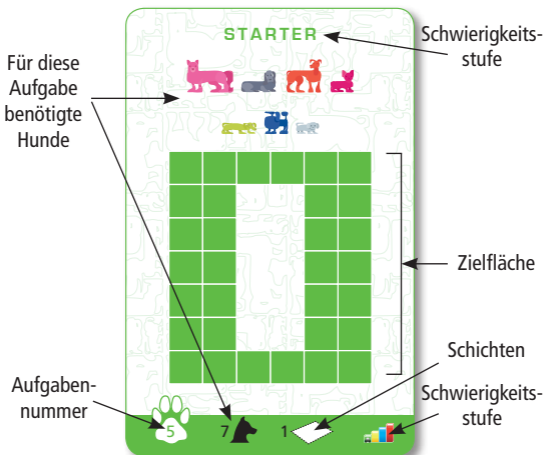 STARTER
Schwierigkeits-
stufe
Für diese
Aufgabe
benötigte
Hunde
Zielfläche
Schichten
Aufgaben-
nummer
Schwierigkeits-
stufe
5
7
1